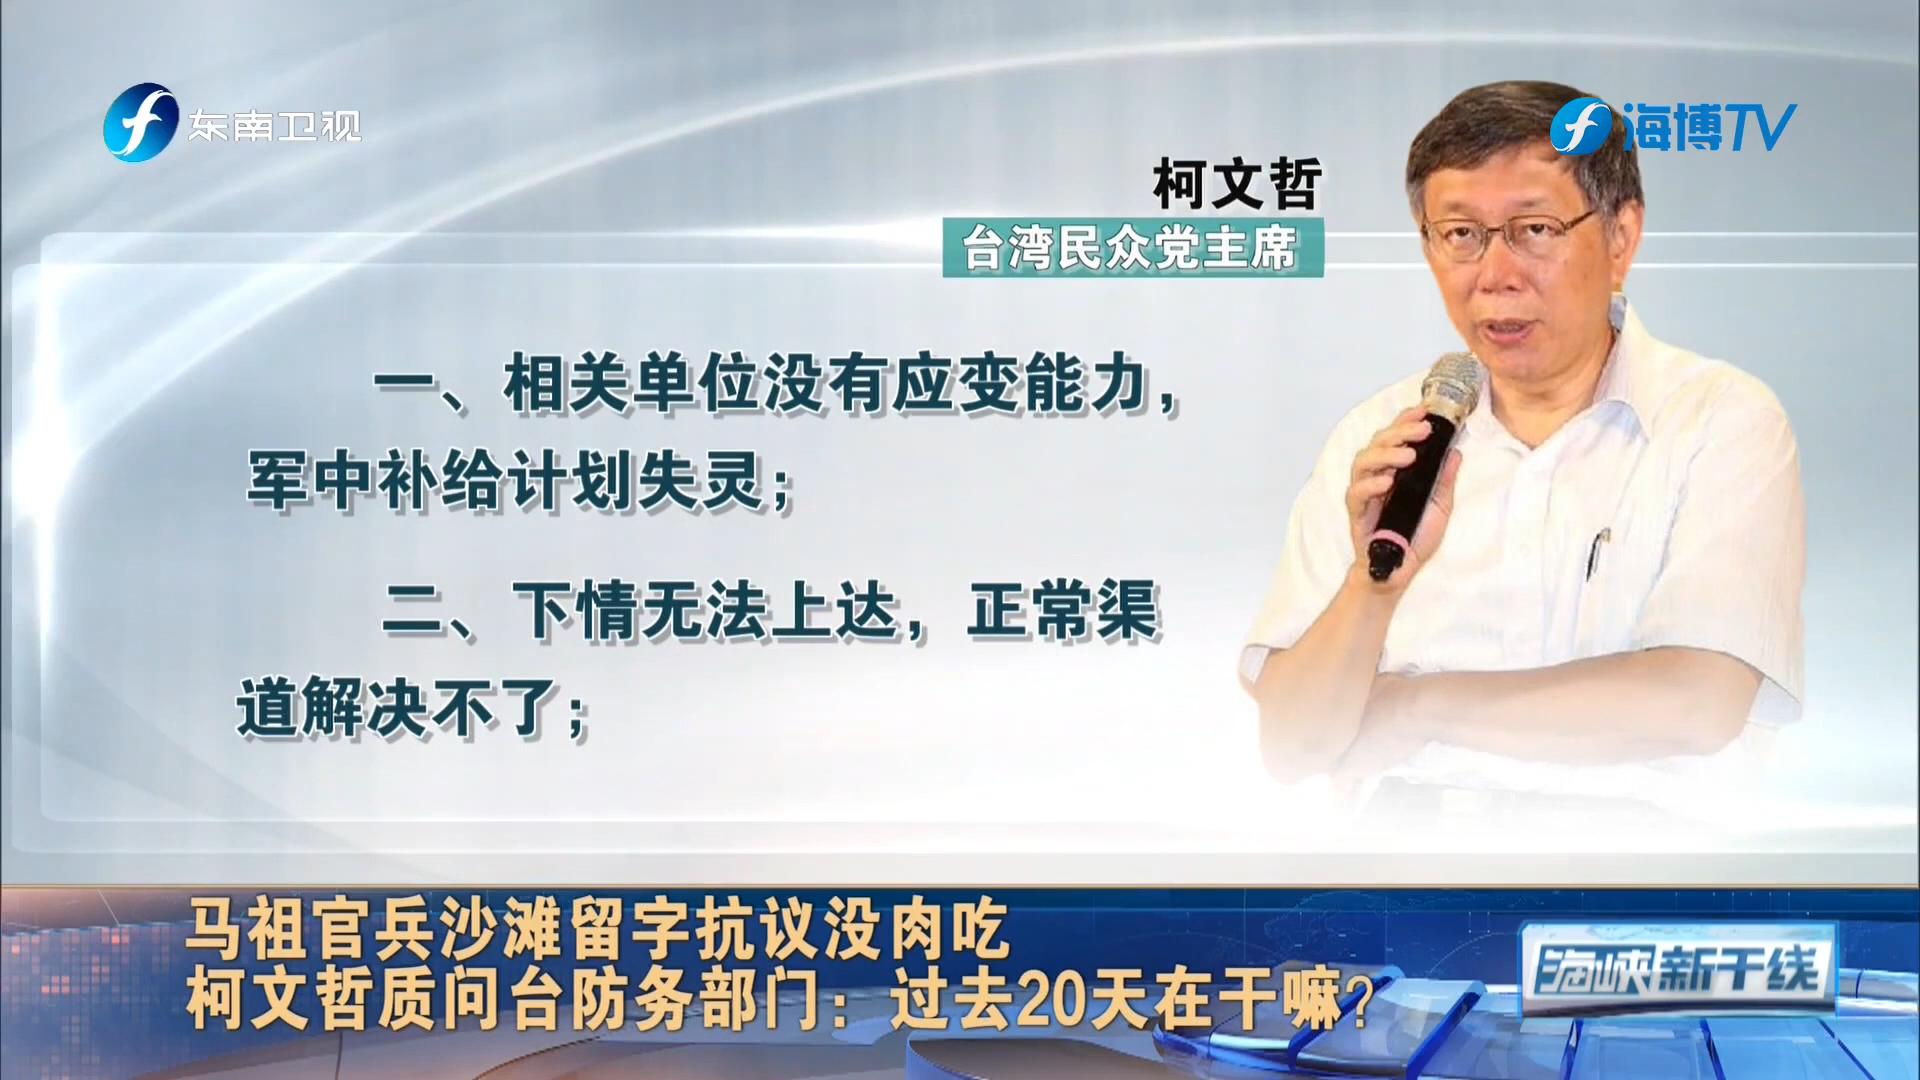 东南卫视
海博TV
柯文哲
台湾民众党主席
一、相关单位没有应变能力，
军中补给计划失灵；
二、下情无法上达，正常渠
道解决不了；
马祖官兵沙滩留字抗议没肉吃
柯文哲质问台防务部门：过去20天在干嘛？
海峡新干线